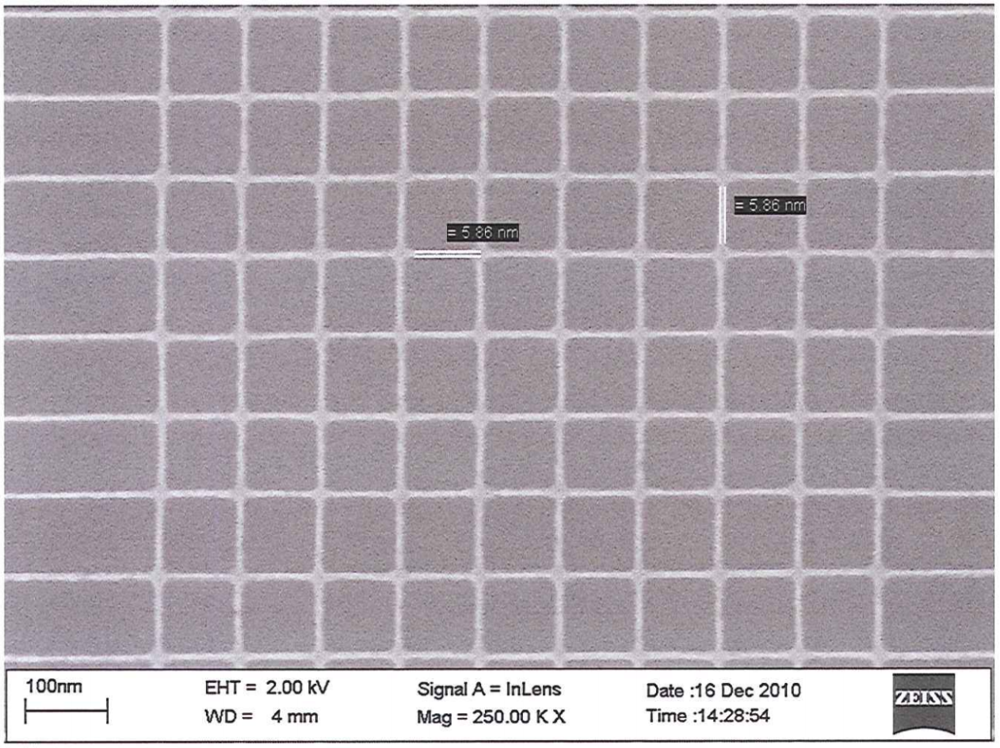 = 5.86 nm
= 5.86 nm
100nm
EHT = 2.00 kV
Signal A = InLens
Date :16 Dec 2010
ZEISS
WD = 4 mm
Mag = 250.00 K X
Time :14:28:54